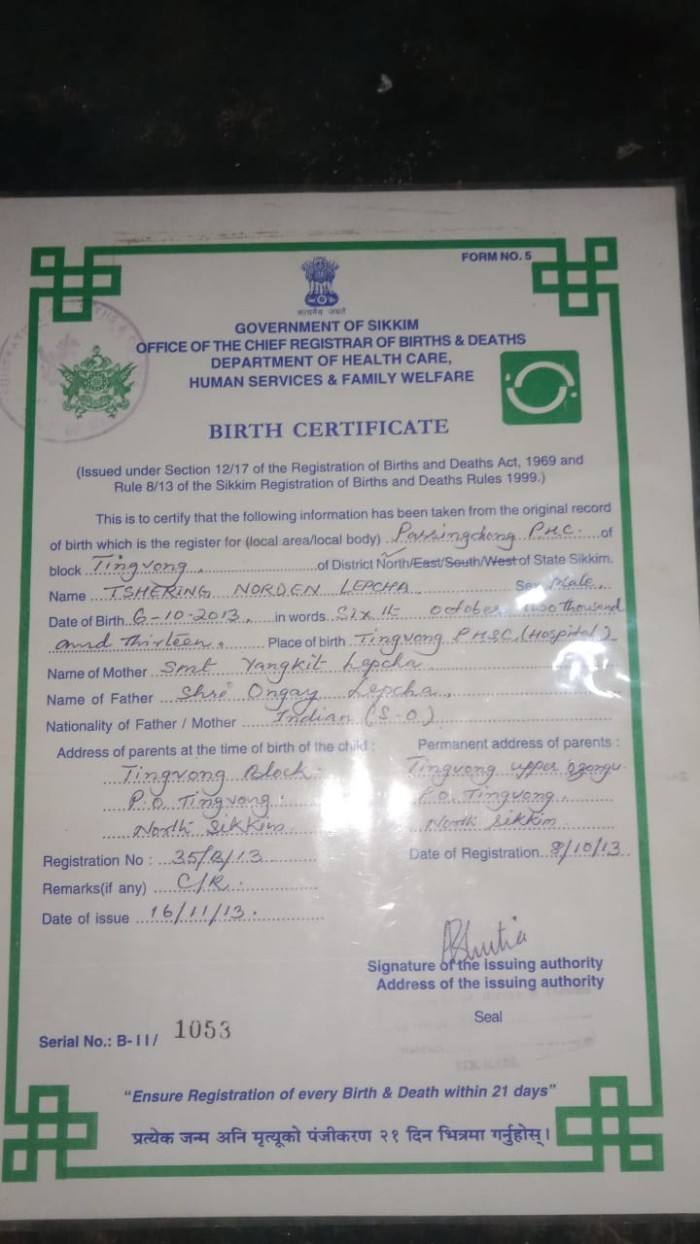 FORM NO. 5
सत्यमेव जयते
GOVERNMENT OF SIKKIM
OFFICE OF THE CHIEF REGISTRAR OF BIRTHS & DEATHS
DEPARTMENT OF HEALTH CARE,
HUMAN SERVICES & FAMILY WELFARE
BIRTH CERTIFICATE
(Issued under Section 12/17 of the Registration of Births and Deaths Act, 1969 and
Rule 8/13 of the Sikkim Registration of Births and Deaths Rules 1999.)
This is to certify that the following information has been taken from the original record
of birth which is the register for (local area/local body) Passingdong PHC. of
block Tingvong. of District North/East/South/West of State Sikkim.
Name TSHERING NORDEN LEPCHA Sex Male.
Date of Birth 6-10-2013. in words Six th October Two thousand
and Thirteen. Place of birth Tingvong PHSC.(Hospital)
Name of Mother Smt Yangkit Lepcha
Name of Father Shri Ongay Lepcha.
Nationality of Father / Mother Indian (S.O)
Address of parents at the time of birth of the child : Permanent address of parents :
Tingvong Block. Tingvong upper
P.O. Tingvong. P.O. Tingvong.
North Sikkim. North Sikkim.
Registration No : 35/B/13 Date of Registration 8/10/13.
Remarks(if any) C/R.
Date of issue 16/11/13.
Signature of the issuing authority
Address of the issuing authority
Seal
Serial No.: B-II/ 1053
“Ensure Registration of every Birth & Death within 21 days”
प्रत्येक जन्म अनि मृत्युको पंजीकरण २१ दिन भित्रमा गर्नुहोस्।